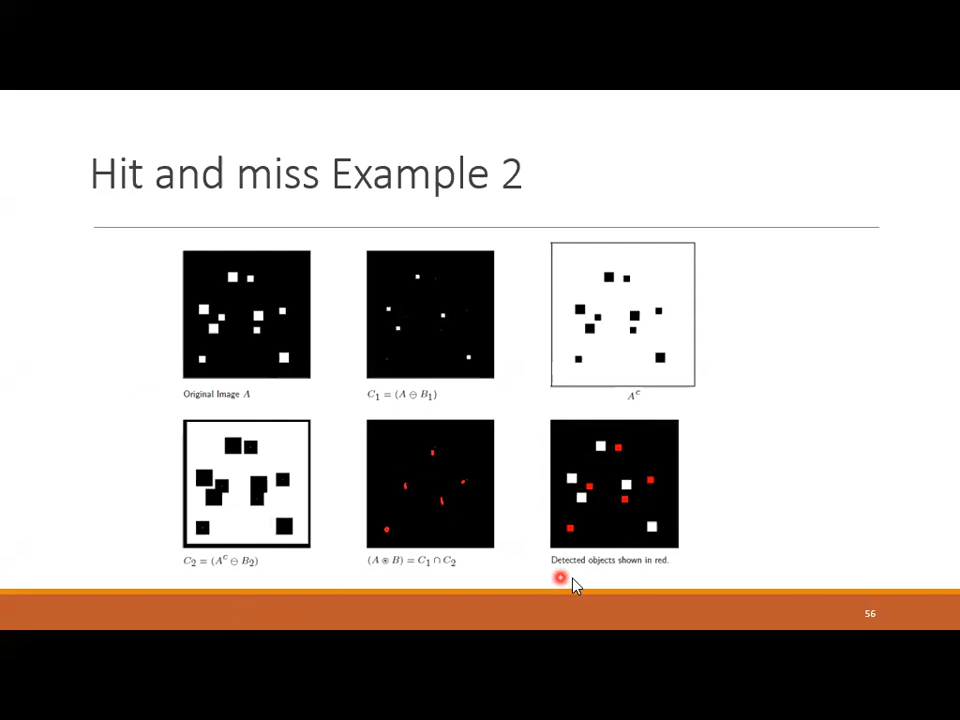 Hit and miss Example 2
Original Image A
C₁ = (A ⊖ B₁)
Aᶜ
C₂ = (Aᶜ ⊖ B₂)
(A ⊛ B) = C₁ ∩ C₂
Detected objects shown in red.
56